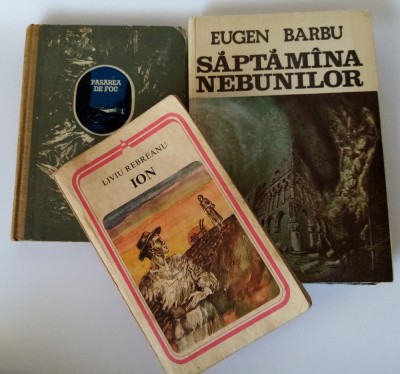 PASAREA
DE FOC
EUGEN BARBU
SĂPTĂMÎNA
NEBUNILOR
LIVIU REBREANU
ION